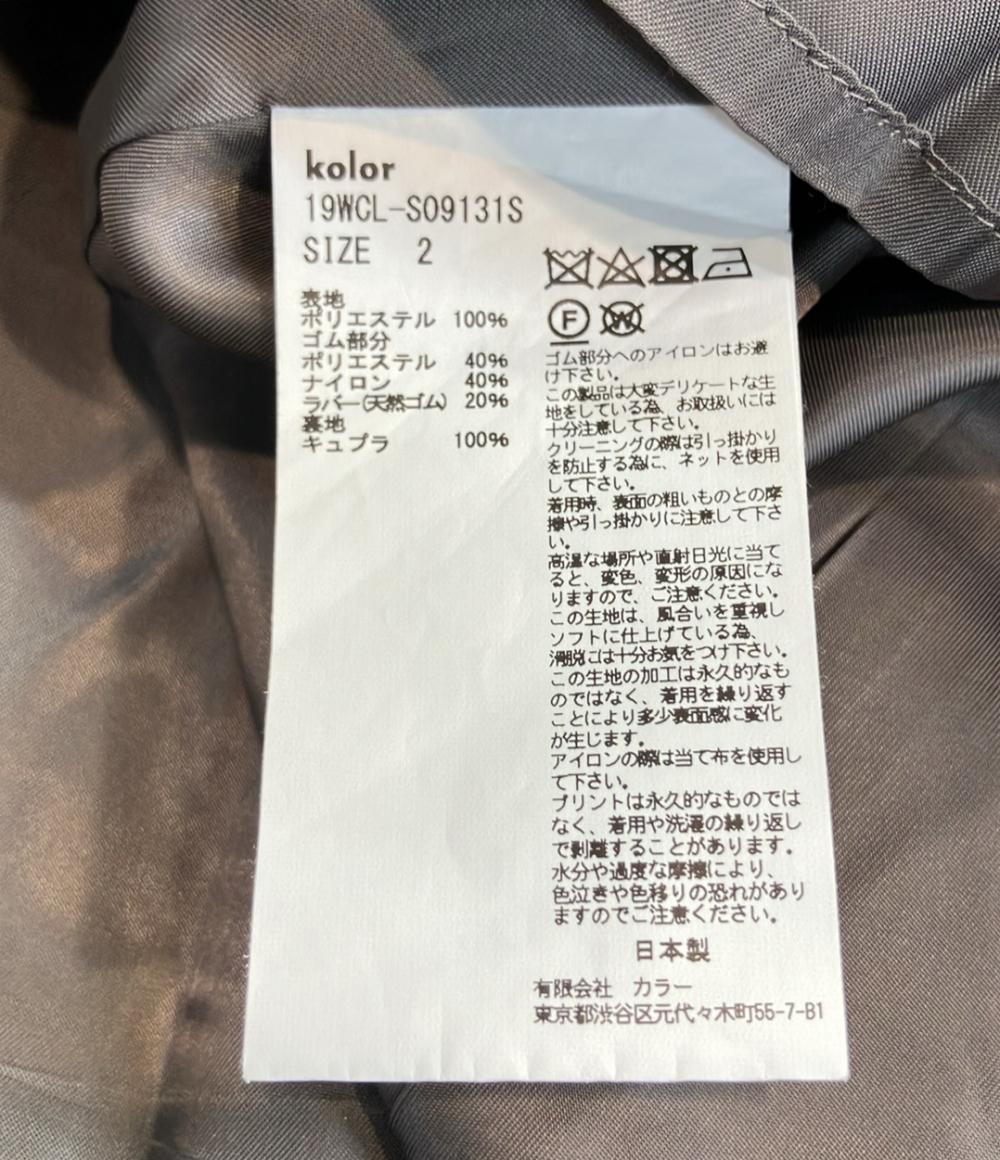 kolor
19WCL-S09131S
SIZE 2
表地
ポリエステル 100%
ゴム部分
ポリエステル 40%
ナイロン 40%
ラバー(天然ゴム) 20%
裏地
キュプラ 100%
F
W
ゴム部分へのアイロンはお避
け下さい。
この製品は大変デリケートな生
地をしている為、お取扱いには
十分注意して下さい。
クリーニングの際は引っ掛かり
を防止する為に、ネットを使用
して下さい。
着用時、表面の粗いものとの摩
擦や引っ掛かりに注意して下さ
い。
高温な場所や直射日光に当て
ると、変色、変形の原因にな
りますので、ご注意ください。
この生地は、風合いを重視し
ソフトに仕上げている為、
滑脱には十分お気をつけ下さい。
この生地の加工は永久的なも
のではなく、着用を繰り返す
ことにより多少表面感に変化
が生じます。
アイロンの際は当て布を使用し
て下さい。
プリントは永久的なものでは
なく、着用や洗濯の繰り返し
で剥離することがあります。
水分や過度な摩擦により、
色泣きや色移りの恐れがあり
ますのでご注意ください。
日本製
有限会社 カラー
東京都渋谷区元代々木町55-7-B1